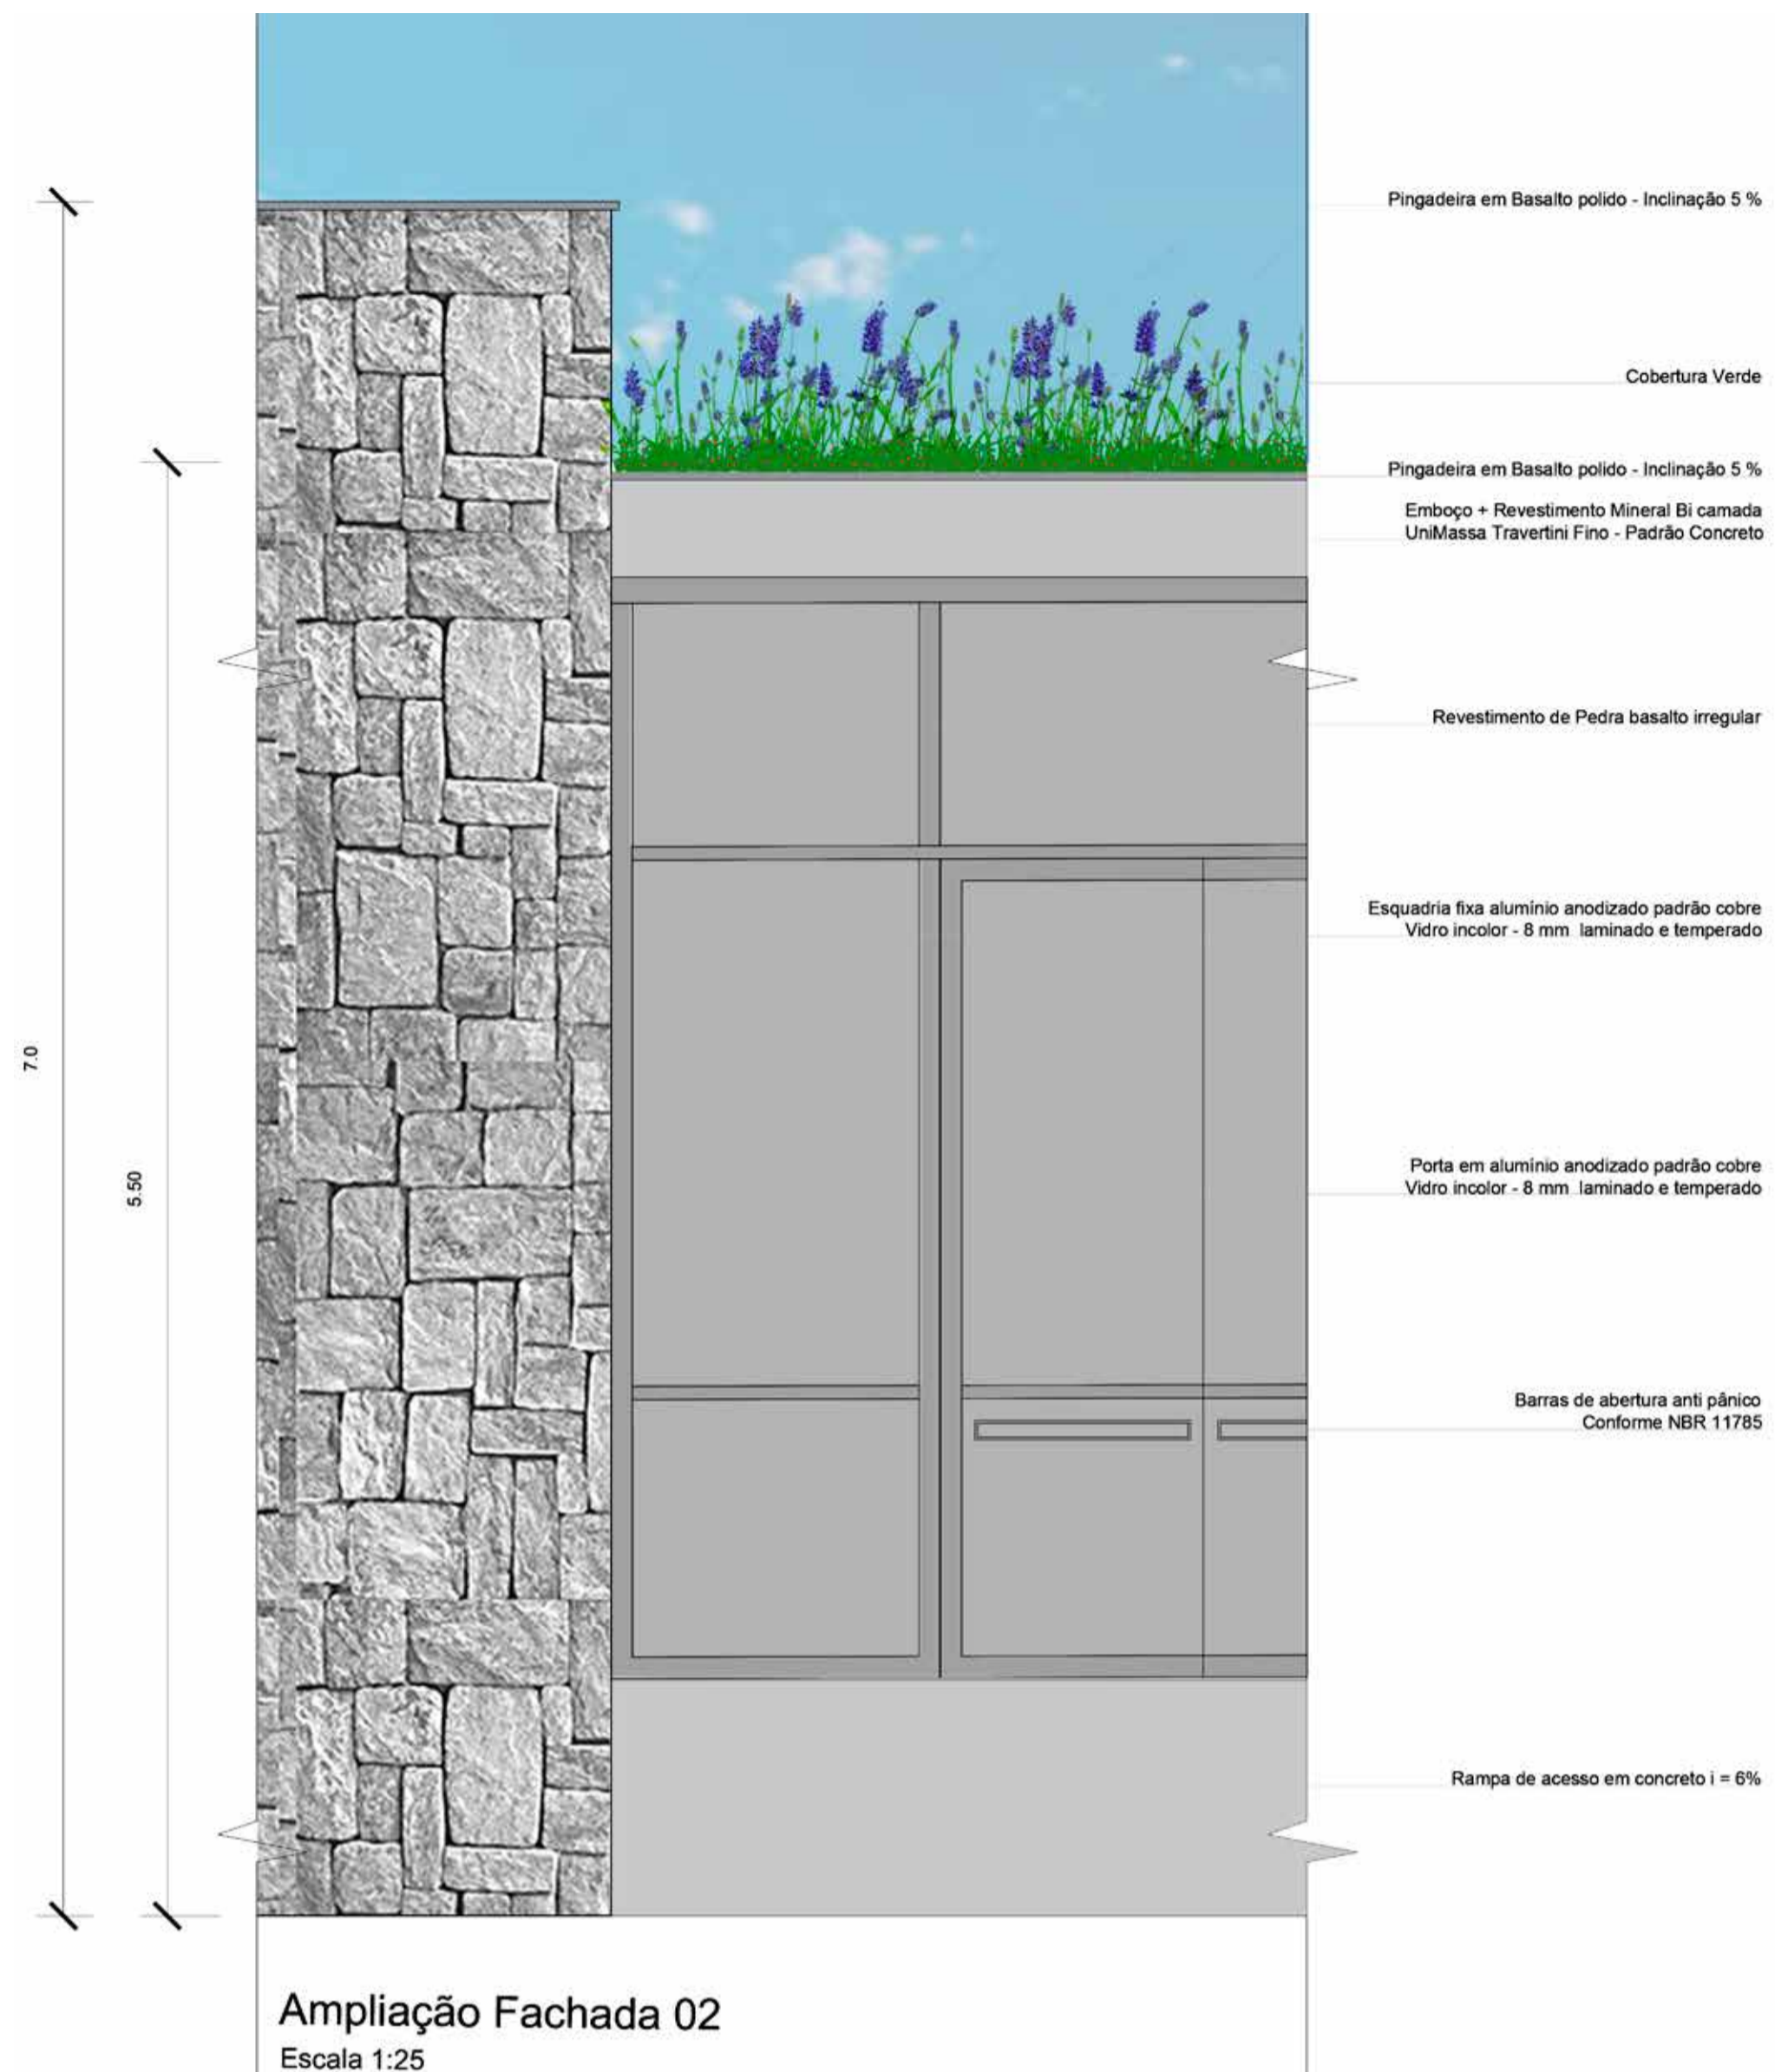 Pingadeira em Basalto polido - Inclinação 5 %
Cobertura Verde
Pingadeira em Basalto polido - Inclinação 5 %
Emboço + Revestimento Mineral Bi camada
UniMassa Travertini Fino - Padrão Concreto
Revestimento de Pedra basalto irregular
Esquadria fixa alumínio anodizado padrão cobre
Vidro incolor - 8 mm laminado e temperado
7.0
5.50
Porta em alumínio anodizado padrão cobre
Vidro incolor - 8 mm laminado e temperado
Barras de abertura anti pânico
Conforme NBR 11785
Rampa de acesso em concreto i = 6%
Ampliação Fachada 02
Escala 1:25